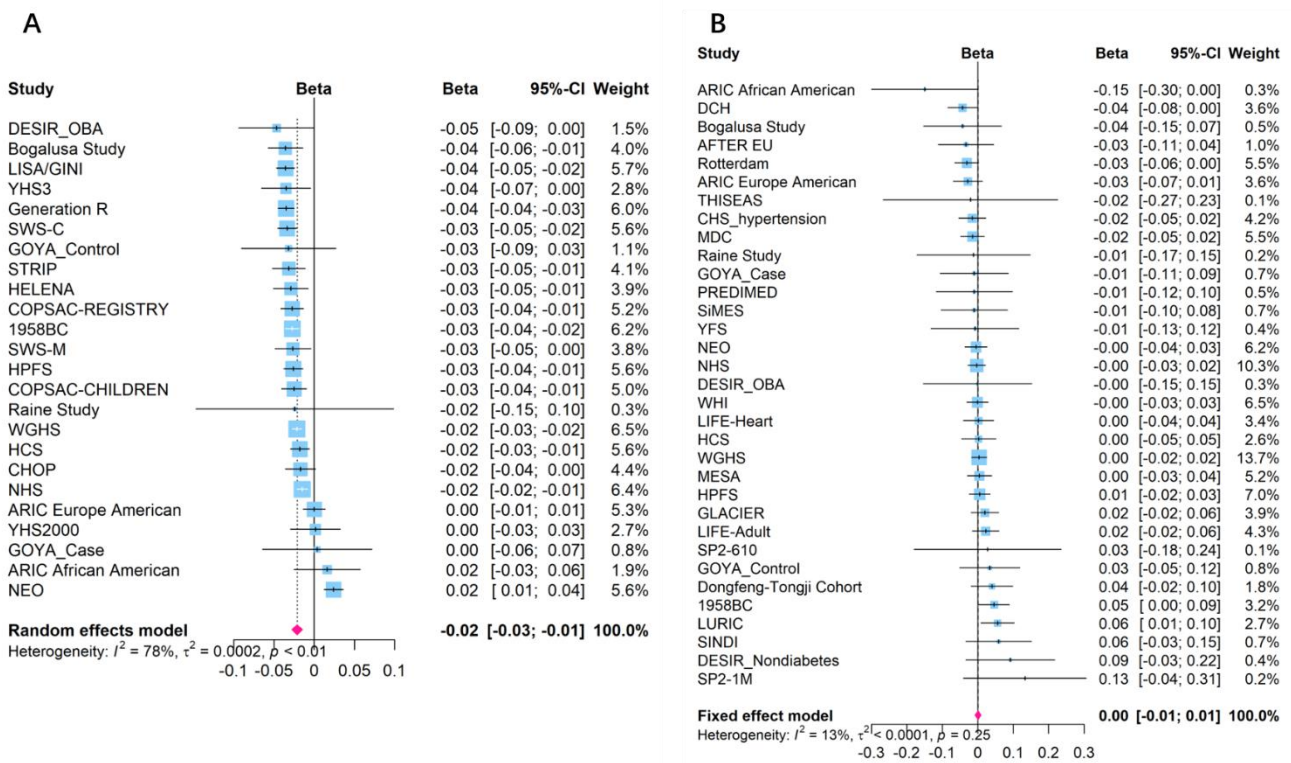 A
Study Beta Beta 95%-CI Weight
DESIR_OBA -0.05 [-0.09; 0.00] 1.5%
Bogalusa Study -0.04 [-0.06; -0.01] 4.0%
LISA/GINI -0.04 [-0.05; -0.02] 5.7%
YHS3 -0.04 [-0.07; 0.00] 2.8%
Generation R -0.04 [-0.04; -0.03] 6.0%
SWS-C -0.03 [-0.05; -0.02] 5.6%
GOYA_Control -0.03 [-0.09; 0.03] 1.1%
STRIP -0.03 [-0.05; -0.01] 4.1%
HELENA -0.03 [-0.05; -0.01] 3.9%
COPSAC-REGISTRY -0.03 [-0.04; -0.01] 5.2%
1958BC -0.03 [-0.04; -0.02] 6.2%
SWS-M -0.03 [-0.05; 0.00] 3.8%
HPFS -0.03 [-0.04; -0.01] 5.6%
COPSAC-CHILDREN -0.03 [-0.04; -0.01] 5.0%
Raine Study -0.02 [-0.15; 0.10] 0.3%
WGHS -0.02 [-0.03; -0.02] 6.5%
HCS -0.02 [-0.03; -0.01] 5.6%
CHOP -0.02 [-0.04; 0.00] 4.4%
NHS -0.02 [-0.02; -0.01] 6.4%
ARIC Europe American 0.00 [-0.01; 0.01] 5.3%
YHS2000 0.00 [-0.03; 0.03] 2.7%
GOYA_Case 0.00 [-0.06; 0.07] 0.8%
ARIC African American 0.02 [-0.03; 0.06] 1.9%
NEO 0.02 [ 0.01; 0.04] 5.6%
Random effects model -0.02 [-0.03; -0.01] 100.0%
Heterogeneity: I² = 78%, τ² = 0.0002, p < 0.01
-0.1 -0.05 0 0.05 0.1
B
Study Beta Beta 95%-CI Weight
ARIC African American -0.15 [-0.30; 0.00] 0.3%
DCH -0.04 [-0.08; 0.00] 3.6%
Bogalusa Study -0.04 [-0.15; 0.07] 0.5%
AFTER EU -0.03 [-0.11; 0.04] 1.0%
Rotterdam -0.03 [-0.06; 0.00] 5.5%
ARIC Europe American -0.03 [-0.07; 0.01] 3.6%
THISEAS -0.02 [-0.27; 0.23] 0.1%
CHS_hypertension -0.02 [-0.05; 0.02] 4.2%
MDC -0.02 [-0.05; 0.02] 5.5%
Raine Study -0.01 [-0.17; 0.15] 0.2%
GOYA_Case -0.01 [-0.11; 0.09] 0.7%
PREDIMED -0.01 [-0.12; 0.10] 0.5%
SiMES -0.01 [-0.10; 0.08] 0.7%
YFS -0.01 [-0.13; 0.12] 0.4%
NEO -0.00 [-0.04; 0.03] 6.2%
NHS -0.00 [-0.03; 0.02] 10.3%
DESIR_OBA -0.00 [-0.15; 0.15] 0.3%
WHI -0.00 [-0.03; 0.03] 6.5%
LIFE-Heart 0.00 [-0.04; 0.04] 3.4%
HCS 0.00 [-0.05; 0.05] 2.6%
WGHS 0.00 [-0.02; 0.02] 13.7%
MESA 0.00 [-0.03; 0.04] 5.2%
HPFS 0.01 [-0.02; 0.03] 7.0%
GLACIER 0.02 [-0.02; 0.06] 3.9%
LIFE-Adult 0.02 [-0.02; 0.06] 4.3%
SP2-610 0.03 [-0.18; 0.24] 0.1%
GOYA_Control 0.03 [-0.05; 0.12] 0.8%
Dongfeng-Tongji Cohort 0.04 [-0.02; 0.10] 1.8%
1958BC 0.05 [ 0.00; 0.09] 3.2%
LURIC 0.06 [ 0.01; 0.10] 2.7%
SINDI 0.06 [-0.03; 0.15] 0.7%
DESIR_Nondiabetes 0.09 [-0.03; 0.22] 0.4%
SP2-1M 0.13 [-0.04; 0.31] 0.2%
Fixed effect model 0.00 [-0.01; 0.01] 100.0%
Heterogeneity: I² = 13%, τ² < 0.0001, p = 0.25
-0.3 -0.2 -0.1 0 0.1 0.2 0.3